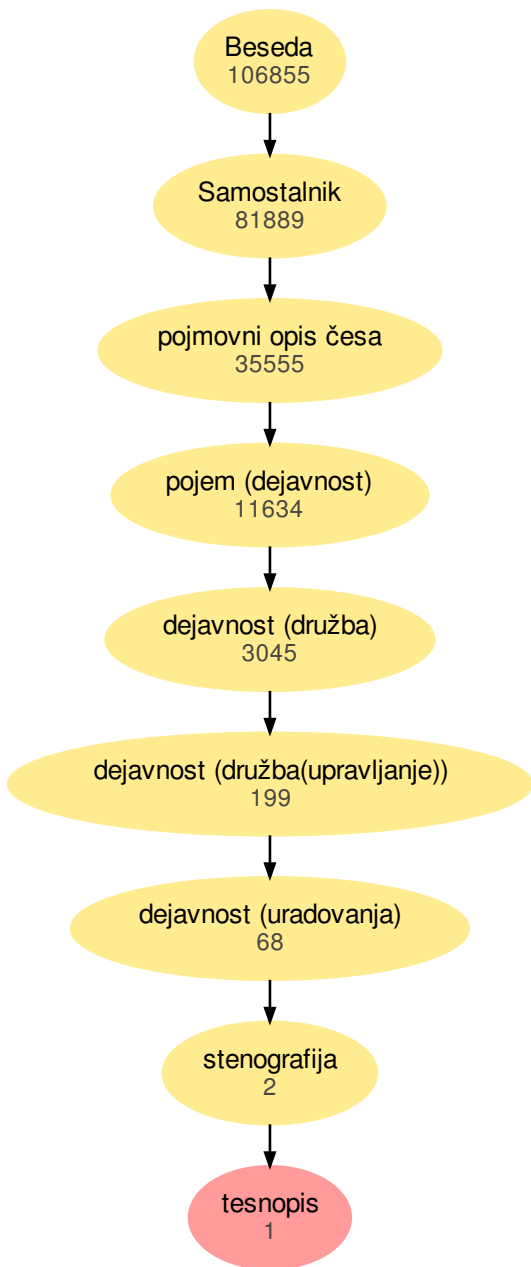 Beseda
106855
Samostalnik
81889
pojmovni opis česa
35555
pojem (dejavnost)
11634
dejavnost (družba)
3045
dejavnost (družba(upravljanje))
199
dejavnost (uradovanja)
68
stenografija
2
tesnopis
1